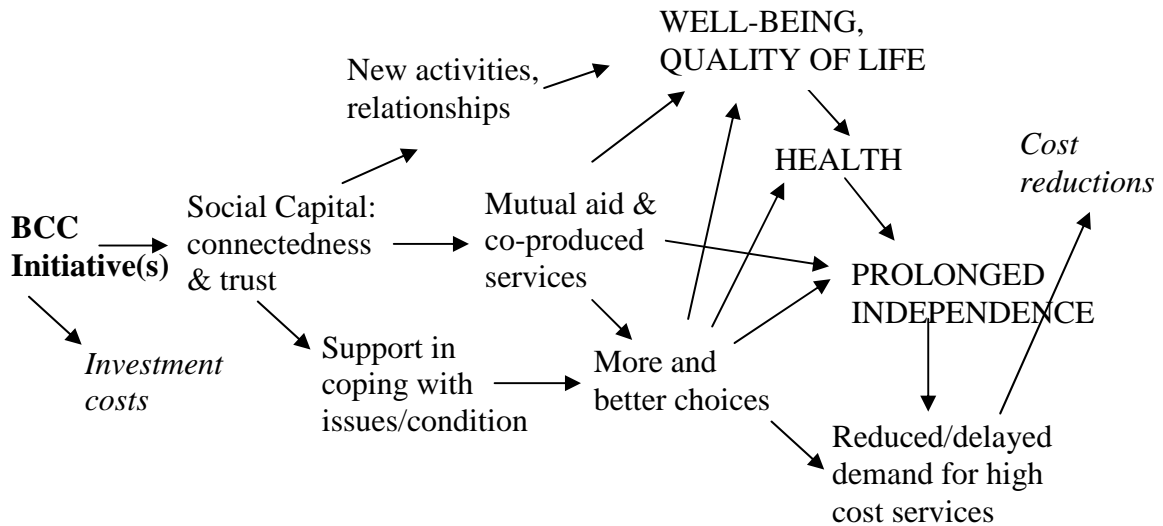 WELL-BEING,
QUALITY OF LIFE
New activities,
relationships
HEALTH
Cost
reductions
BCC
Initiative(s)
Social Capital:
connectedness
& trust
Mutual aid &
co-produced
services
PROLONGED
INDEPENDENCE
Investment
costs
Support in
coping with
issues/condition
More and
better choices
Reduced/delayed
demand for high
cost services